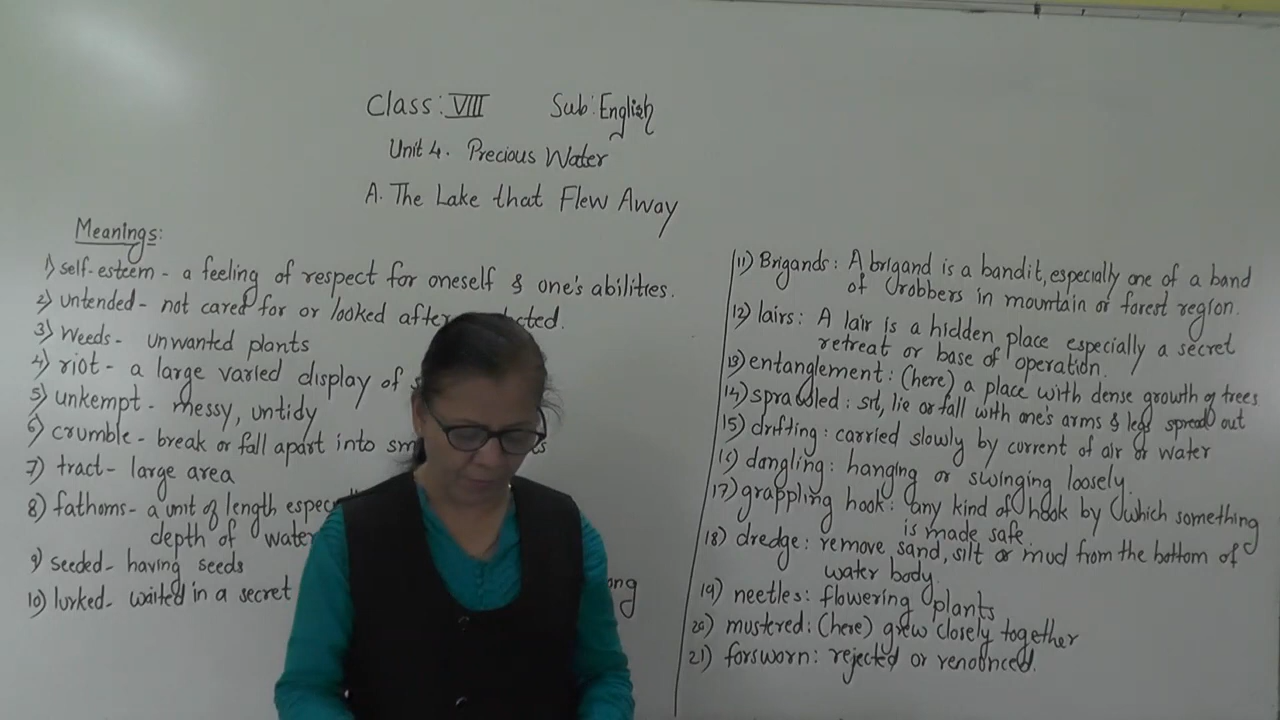 Class: VIII Sub: English
Unit 4. Precious Water
A. The Lake that Flew Away
Meanings:
1) self-esteem - a feeling of respect for oneself & one's abilities.
2) untended - not cared for or looked after
3) Weeds - unwanted plants
4) riot - a large varied display of
5) unkempt - messy, untidy
6) crumble - break or fall apart into
7) tract - large area
8) fathoms - a unit of length
depth of water
9) seeded - having seeds
10) lurked - waited in a secret
11) Brigands: A brigand is a bandit, especially one of a band
of robbers in mountain or forest region.
12) lairs: A lair is a hidden place especially a secret
retreat or base of operation.
13) entanglement: (here) a place with dense growth of trees
14) sprawled: sit, lie or fall with one's arms & legs spread out
15) drifting: carried slowly by current of air or water
16) dangling: hanging or swinging loosely.
17) grappling hook: any kind of hook by which something
is made safe.
18) dredge: remove sand, silt or mud from the bottom of
water body.
19) neetles: flowering plants
20) mustered: (here) grew closely together
21) forsworn: rejected or renounced.